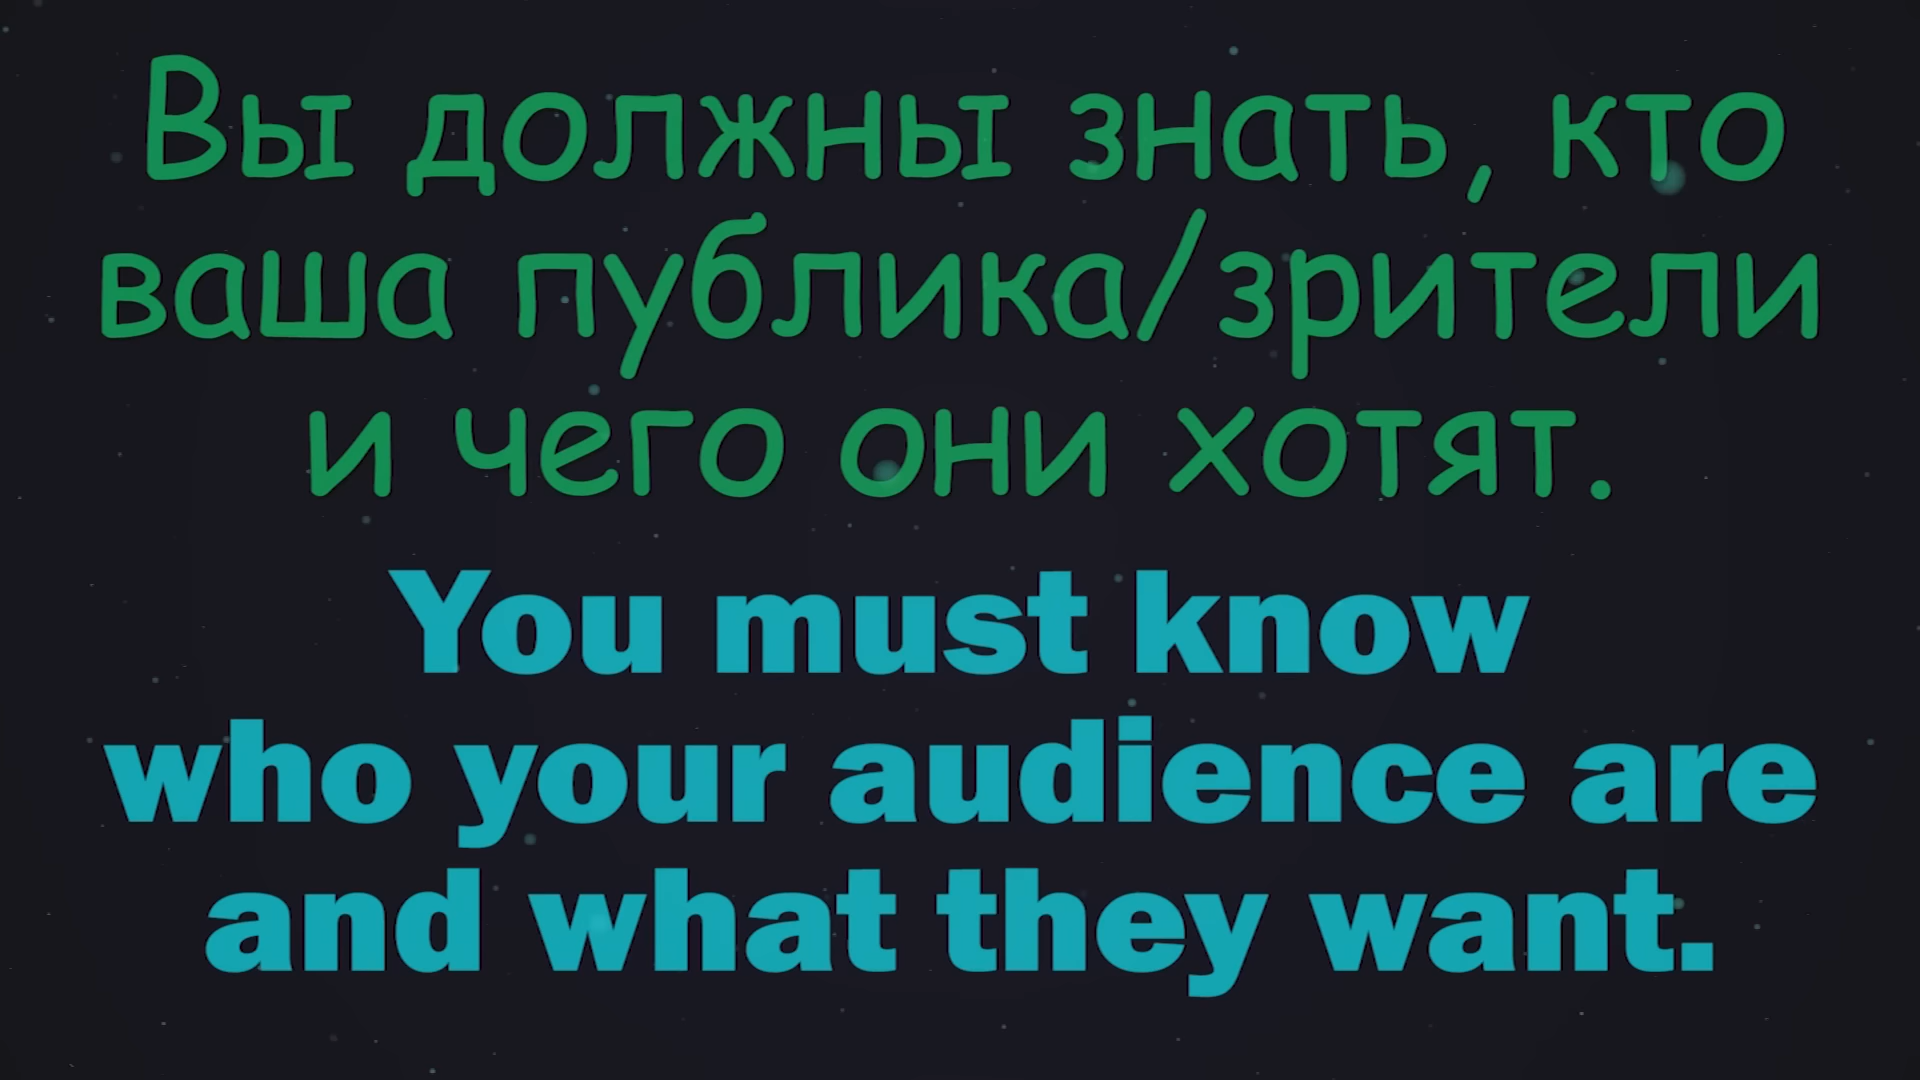 Вы должны знать, кто
ваша публика/зрители
и чего они хотят.
You must know
who your audience are
and what they want.